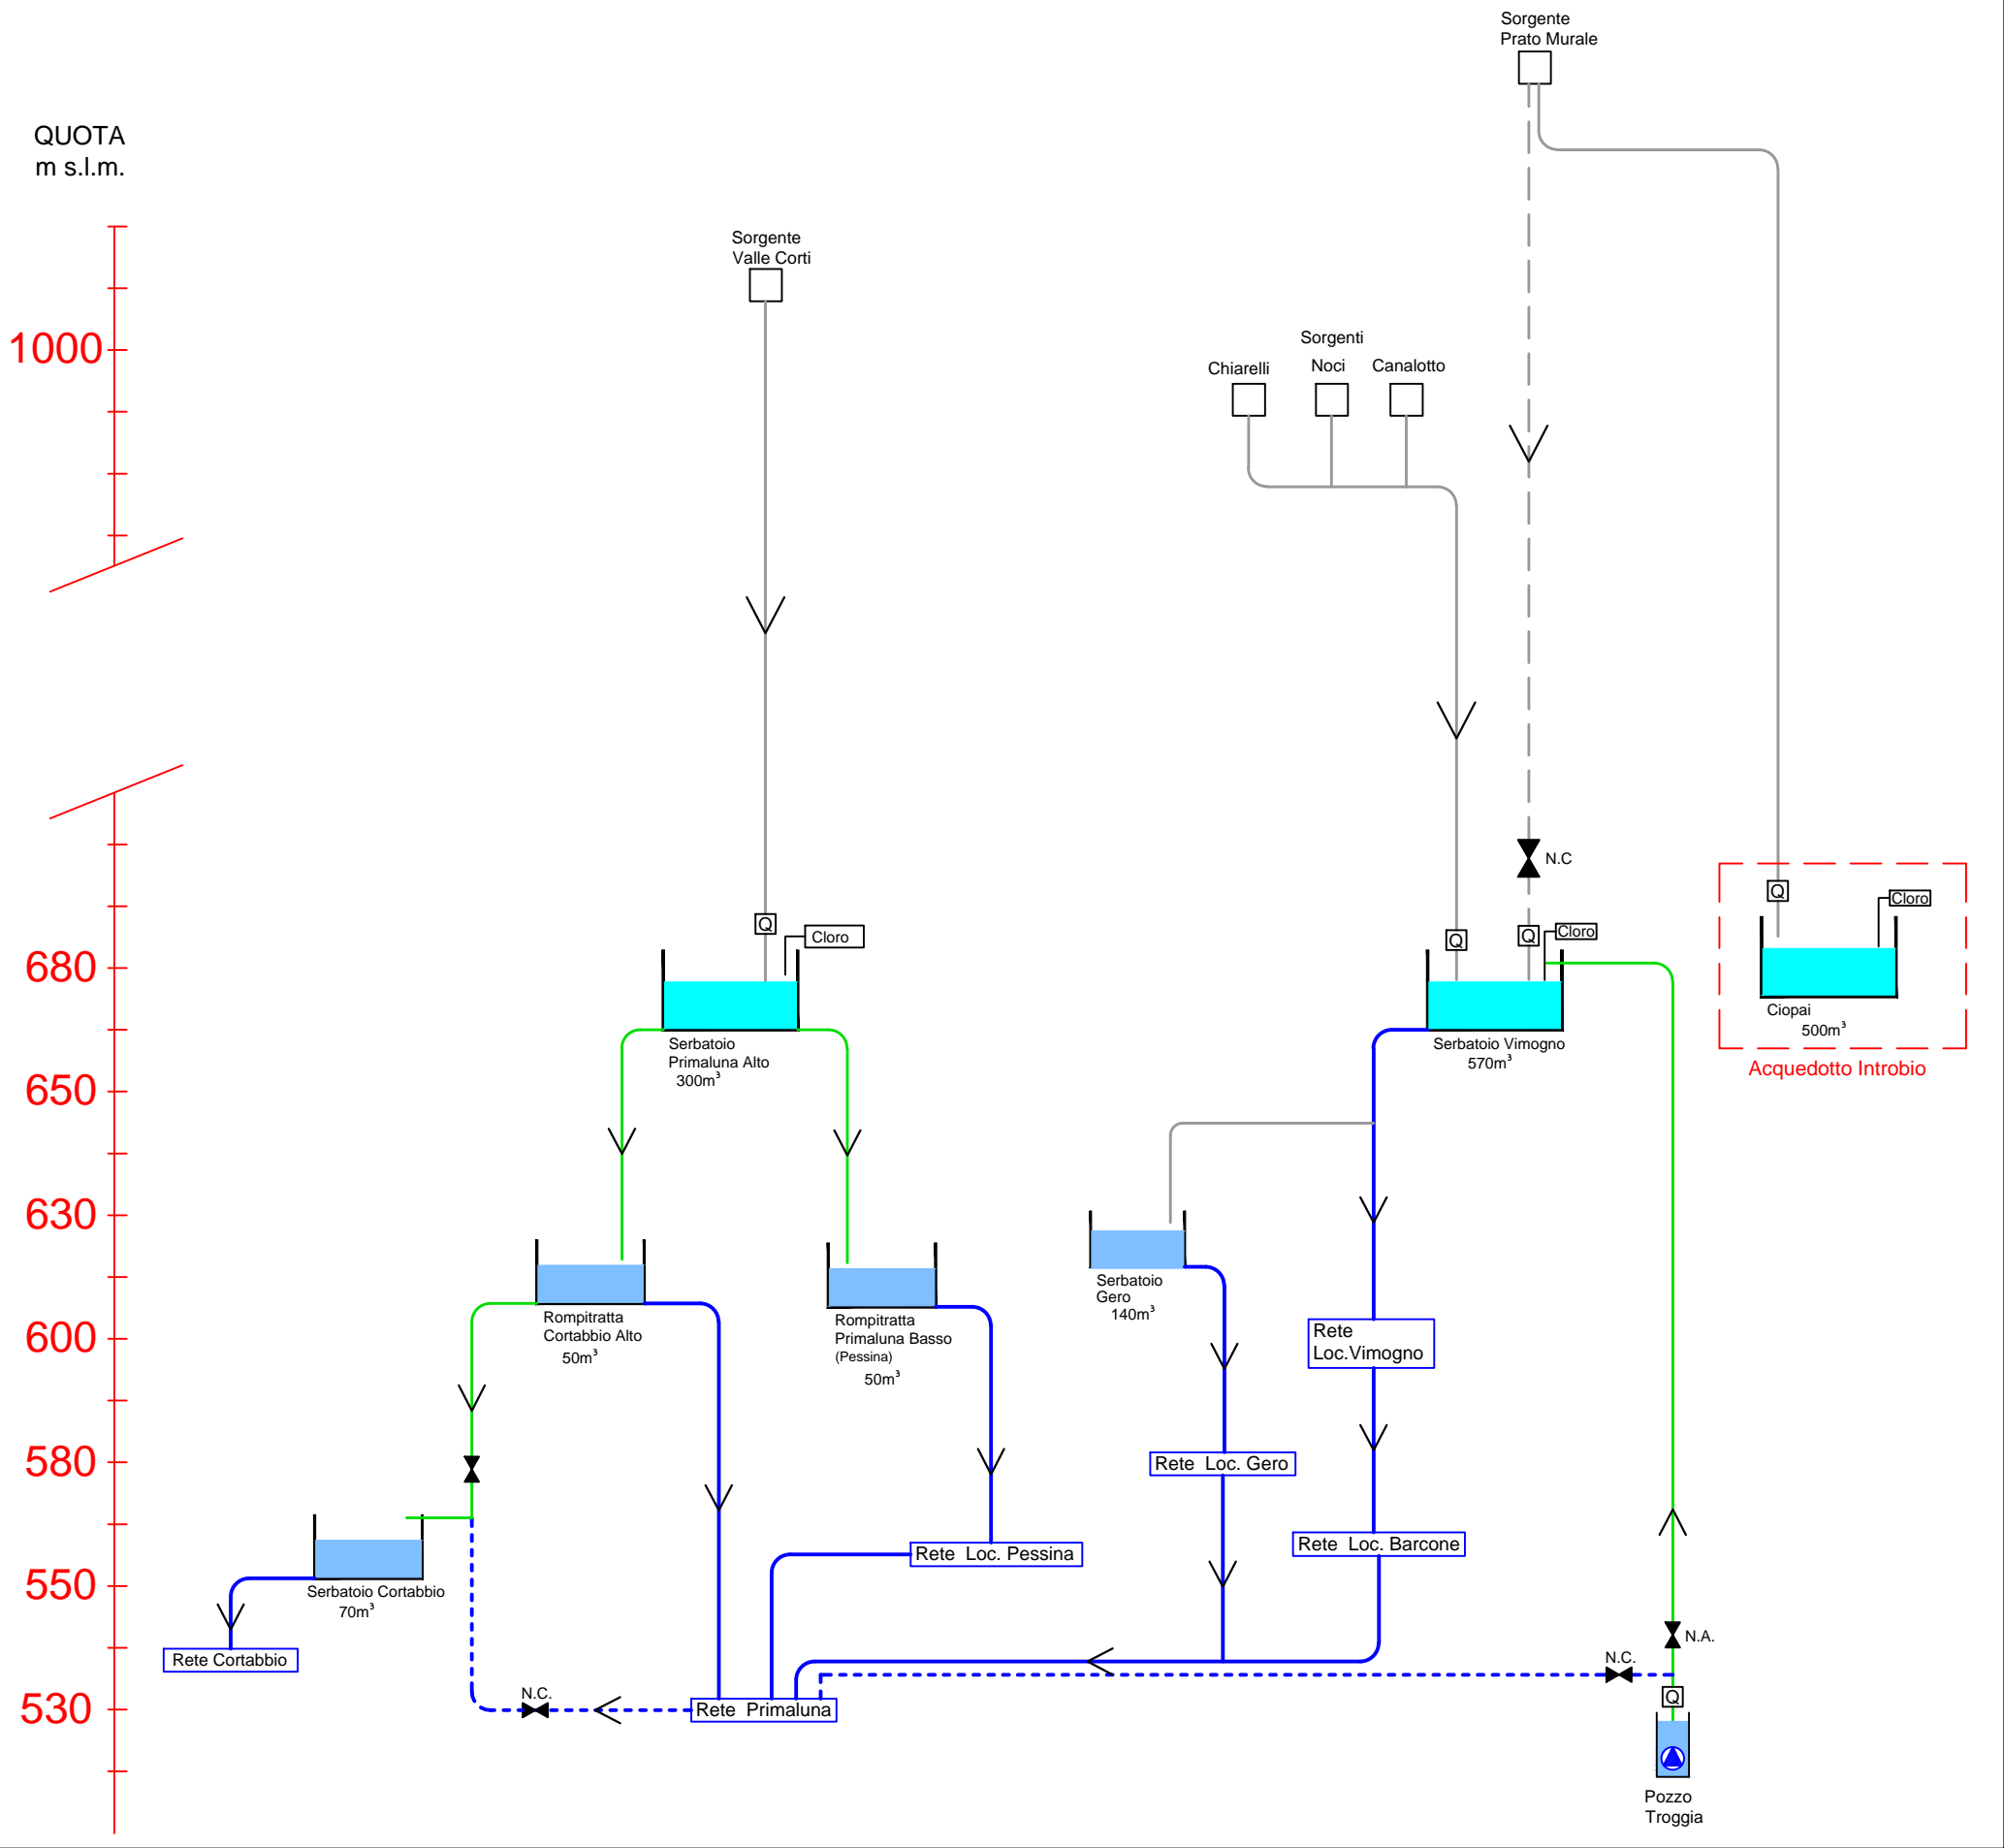 Sorgente
Prato Murale
QUOTA
m s.l.m.
Sorgente
Valle Corti
1000
Sorgenti
Chiarelli
Noci
Canalotto
N.C
Q
Cloro
Q
Cloro
Q
Q
Cloro
680
Ciopai
500m³
Acquedotto Introbio
Serbatoio
Primaluna Alto
300m³
Serbatoio Vimogno
570m³
650
630
Serbatoio
Gero
140m³
Rompitratta
Cortabbio Alto
50m³
Rompitratta
Primaluna Basso
(Pessina)
50m³
Rete
Loc.Vimogno
600
580
Rete Loc. Gero
Rete Loc. Barcone
Rete Loc. Pessina
550
Serbatoio Cortabbio
70m³
Rete Cortabbio
N.A.
N.C.
N.C.
Q
530
Rete Primaluna
Pozzo
Troggia